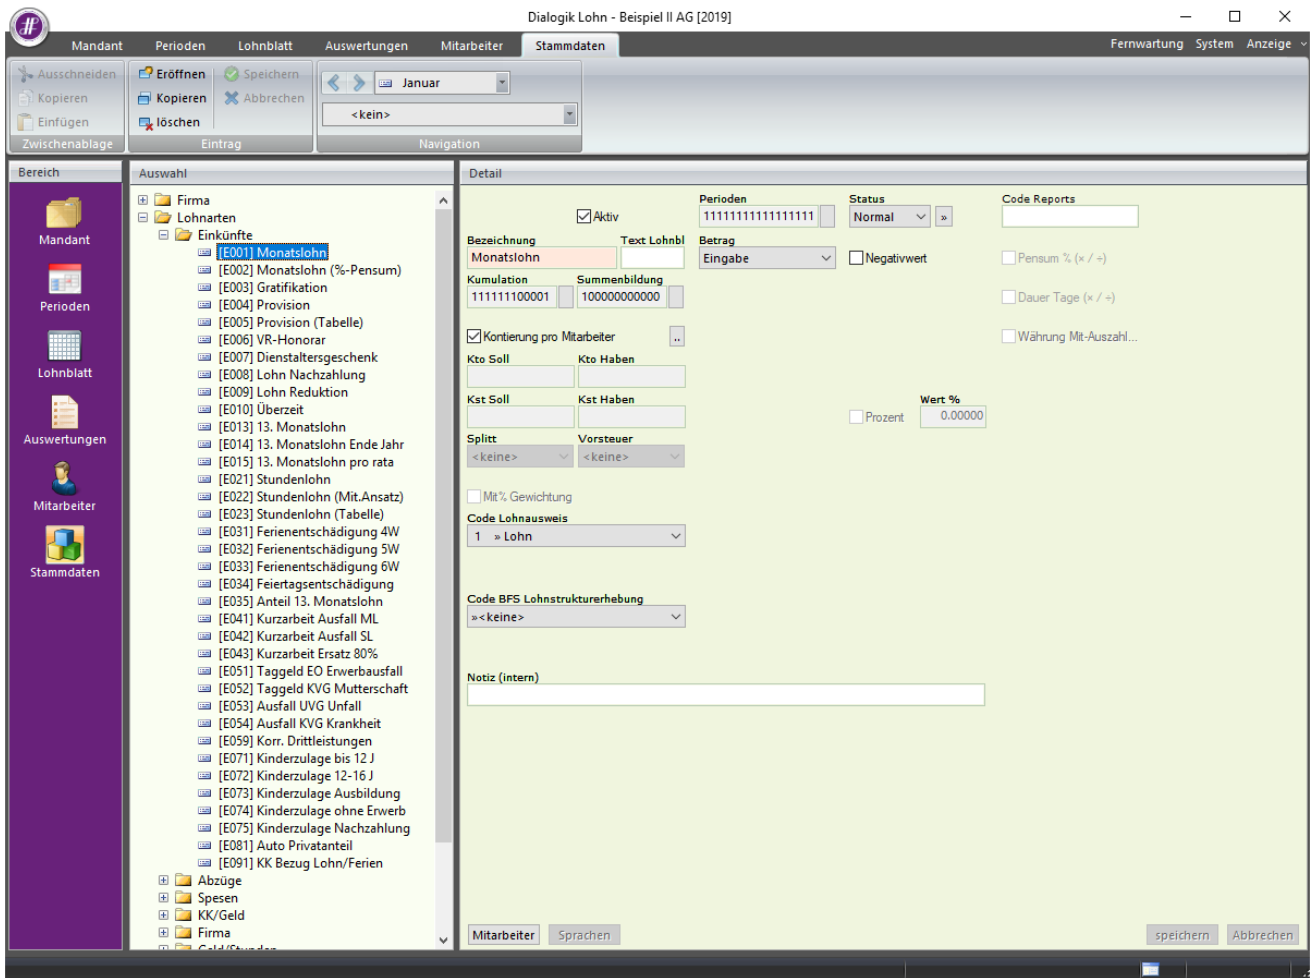 Dialogik Lohn - Beispiel II AG [2019]
Mandant Perioden Lohnblatt Auswertungen Mitarbeiter Stammdaten Fernwartung System Anzeige
Ausschneiden
Kopieren
Einfügen
Zwischenablage
Eröffnen Speichern
Kopieren Abbrechen
löschen
Eintrag
Januar
<kein>
Navigation
Bereich
Mandant
Perioden
Lohnblatt
Auswertungen
Mitarbeiter
Stammdaten
Auswahl
Firma
Lohnarten
Einkünfte
[E001] Monatslohn
[E002] Monatslohn (%-Pensum)
[E003] Gratifikation
[E004] Provision
[E005] Provision (Tabelle)
[E006] VR-Honorar
[E007] Dienstaltersgeschenk
[E008] Lohn Nachzahlung
[E009] Lohn Reduktion
[E010] Überzeit
[E013] 13. Monatslohn
[E014] 13. Monatslohn Ende Jahr
[E015] 13. Monatslohn pro rata
[E021] Stundenlohn
[E022] Stundenlohn (Mit.Ansatz)
[E023] Stundenlohn (Tabelle)
[E031] Ferienentschädigung 4W
[E032] Ferienentschädigung 5W
[E033] Ferienentschädigung 6W
[E034] Feiertagsentschädigung
[E035] Anteil 13. Monatslohn
[E041] Kurzarbeit Ausfall ML
[E042] Kurzarbeit Ausfall SL
[E043] Kurzarbeit Ersatz 80%
[E051] Taggeld EO Erwerbausfall
[E052] Taggeld KVG Mutterschaft
[E053] Ausfall UVG Unfall
[E054] Ausfall KVG Krankheit
[E059] Korr. Drittleistungen
[E071] Kinderzulage bis 12 J
[E072] Kinderzulage 12-16 J
[E073] Kinderzulage Ausbildung
[E074] Kinderzulage ohne Erwerb
[E075] Kinderzulage Nachzahlung
[E081] Auto Privatanteil
[E091] KK Bezug Lohn/Ferien
Abzüge
Spesen
KK/Geld
Firma
Geld/Stunden
Detail
Perioden Status Code Reports
Aktiv 11111111111111111 Normal »
Bezeichnung Text Lohnbl Betrag
Monatslohn Eingabe Negativwert Pensum % (× / ÷)
Kumulation Summenbildung
111111100001 100000000000 Dauer Tage (× / ÷)
Kontierung pro Mitarbeiter .. Währung Mit-Auszahl...
Kto Soll Kto Haben
Kst Soll Kst Haben Wert %
Prozent 0.00000
Splitt Vorsteuer
<keine> <keine>
Mit% Gewichtung
Code Lohnausweis
1 » Lohn
Code BFS Lohnstrukturerhebung
»<keine>
Notiz (intern)
Mitarbeiter Sprachen speichern Abbrechen